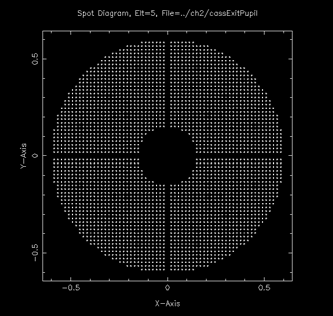 Spot Diagram, Elt=5, File=../ch2/cassExitPupil
0.5
Y-Axis
0
-0.5
-0.5
0
0.5
X-Axis